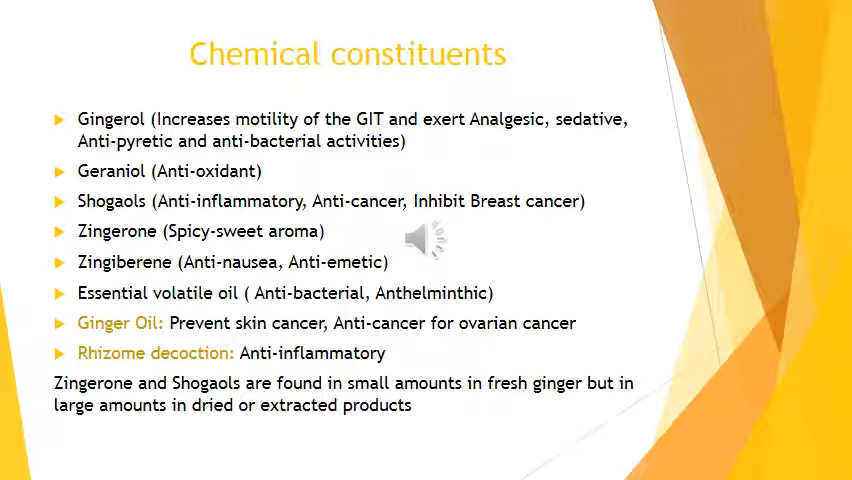 Chemical constituents
Gingerol (Increases motility of the GIT and exert Analgesic, sedative,
Anti-pyretic and anti-bacterial activities)
Geraniol (Anti-oxidant)
Shogaols (Anti-inflammatory, Anti-cancer, Inhibit Breast cancer)
Zingerone (Spicy-sweet aroma)
Zingiberene (Anti-nausea, Anti-emetic)
Essential volatile oil ( Anti-bacterial, Anthelminthic)
Ginger Oil: Prevent skin cancer, Anti-cancer for ovarian cancer
Rhizome decoction: Anti-inflammatory
Zingerone and Shogaols are found in small amounts in fresh ginger but in
large amounts in dried or extracted products